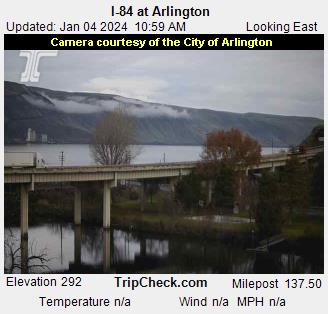 I-84 at Arlington
Updated: Jan 04 2024 10:59 AM Looking East
Camera courtesy of the City of Arlington
Elevation 292 TripCheck.com Milepost 137.50
Temperature n/a Wind n/a MPH n/a